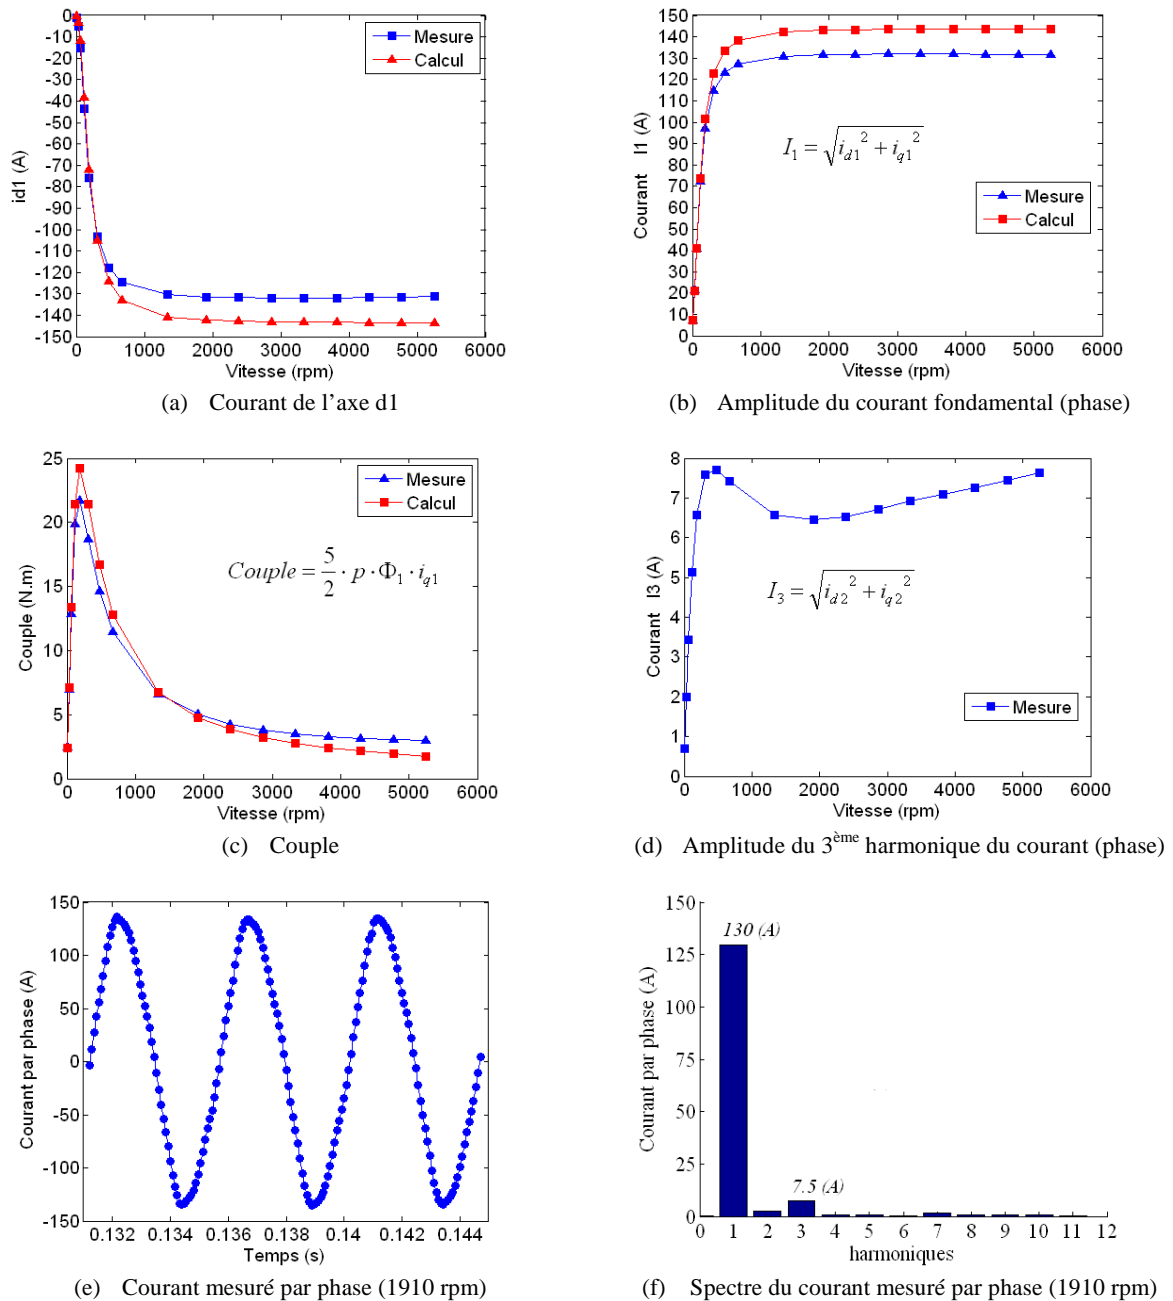 0
-10
-20
-30
-40
-50
-60
-70
-80
-90
-100
-110
-120
-130
-140
-150
id1 (A)
Mesure
Calcul
0 1000 2000 3000 4000 5000 6000
Vitesse (rpm)
(a) Courant de l’axe d1
150
140
130
120
110
100
90
80
70
60
50
40
30
20
10
0
Courant I1 (A)
I₁ = √(i_d1² + i_q1²)
Mesure
Calcul
0 1000 2000 3000 4000 5000 6000
Vitesse (rpm)
(b) Amplitude du courant fondamental (phase)
25
20
15
10
5
0
Couple (N.m)
Mesure
Calcul
Couple = 5/2 · p · Φ₁ · i_q1
0 1000 2000 3000 4000 5000 6000
Vitesse (rpm)
(c) Couple
8
7
6
5
4
3
2
1
0
Courant I3 (A)
I₃ = √(i_d2² + i_q2²)
Mesure
0 1000 2000 3000 4000 5000 6000
Vitesse (rpm)
(d) Amplitude du 3ème harmonique du courant (phase)
150
100
50
0
-50
-100
-150
Courant par phase (A)
0.132 0.134 0.136 0.138 0.14 0.142 0.144
Temps (s)
(e) Courant mesuré par phase (1910 rpm)
150
125
100
75
50
25
0
Courant par phase (A)
130 (A)
7.5 (A)
0 1 2 3 4 5 6 7 8 9 10 11 12
harmoniques
(f) Spectre du courant mesuré par phase (1910 rpm)